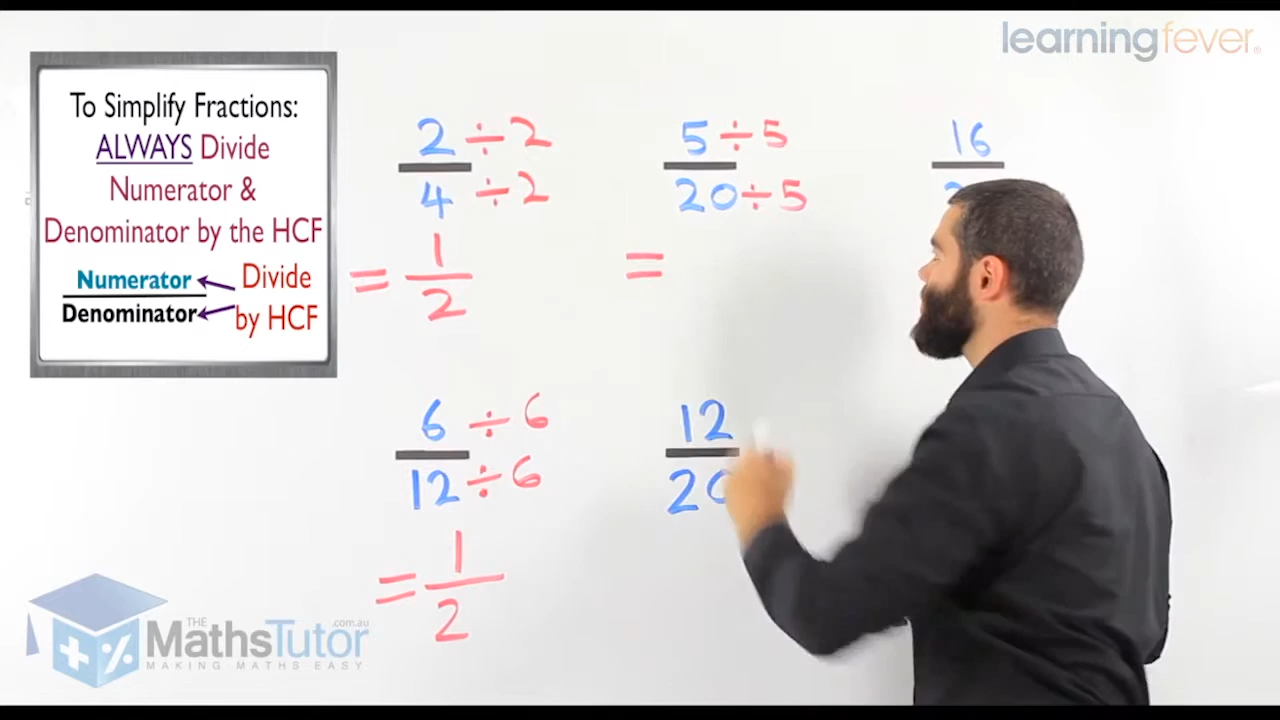 learningfever
To Simplify Fractions:
ALWAYS Divide
Numerator &
Denominator by the HCF
Numerator
Denominator
Divide
by HCF
2 ÷ 2
4 ÷ 2
= 1
2
5 ÷ 5
20 ÷ 5
=
16
6 ÷ 6
12 ÷ 6
= 1
2
12
20
THE
MathsTutor
.com.au
MAKING MATHS EASY